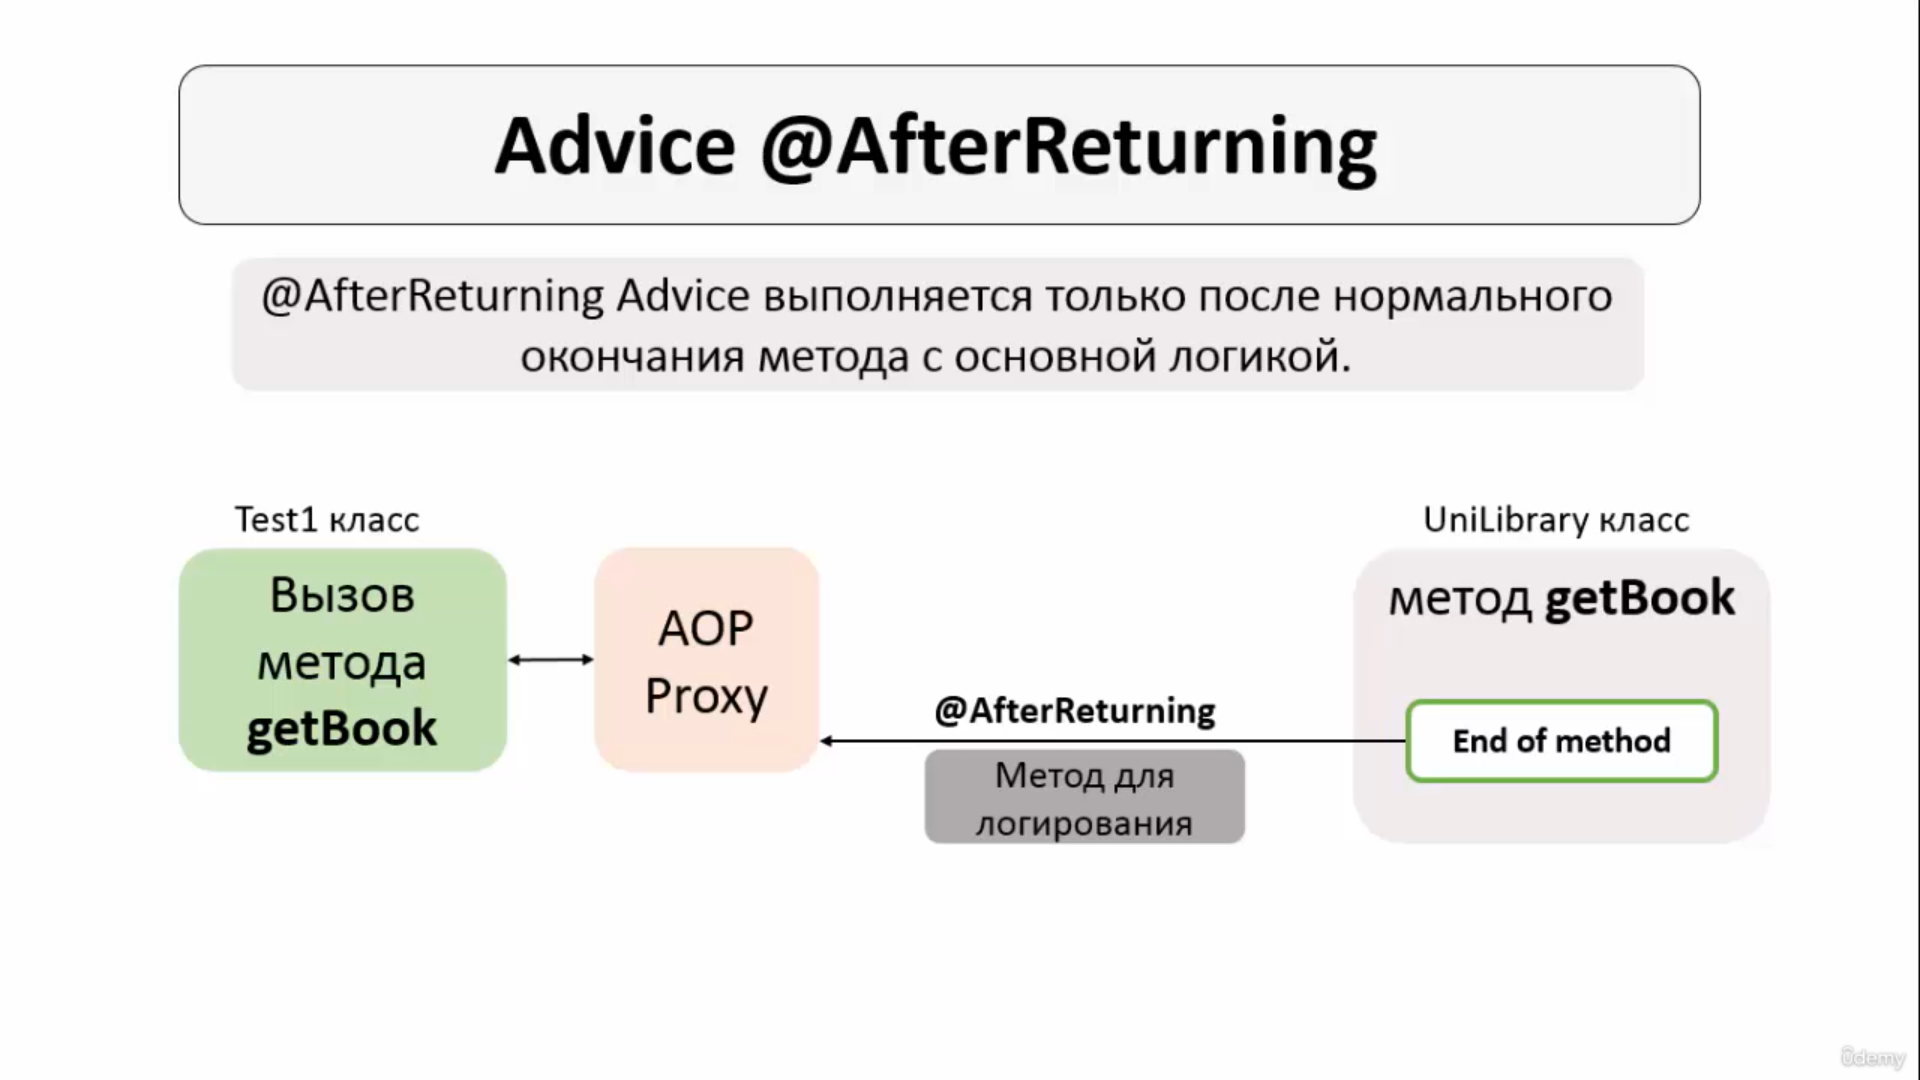 Advice @AfterReturning
@AfterReturning Advice выполняется только после нормального
окончания метода с основной логикой.
Test1 класс
Вызов
метода
getBook
AOP
Proxy
@AfterReturning
Метод для
логирования
UniLibrary класс
метод getBook
End of method
ûdemy